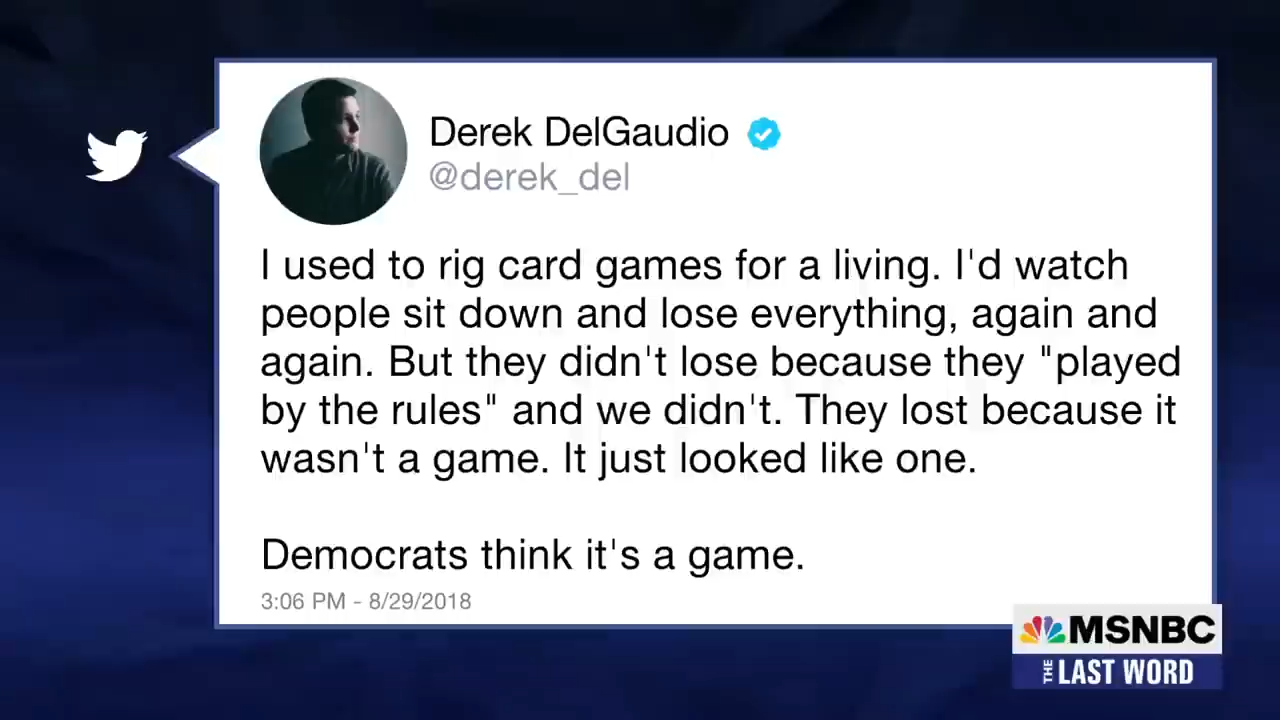 Derek DelGaudio
@derek_del
I used to rig card games for a living. I'd watch
people sit down and lose everything, again and
again. But they didn't lose because they "played
by the rules" and we didn't. They lost because it
wasn't a game. It just looked like one.
Democrats think it's a game.
3:06 PM - 8/29/2018
MSNBC
THE LAST WORD